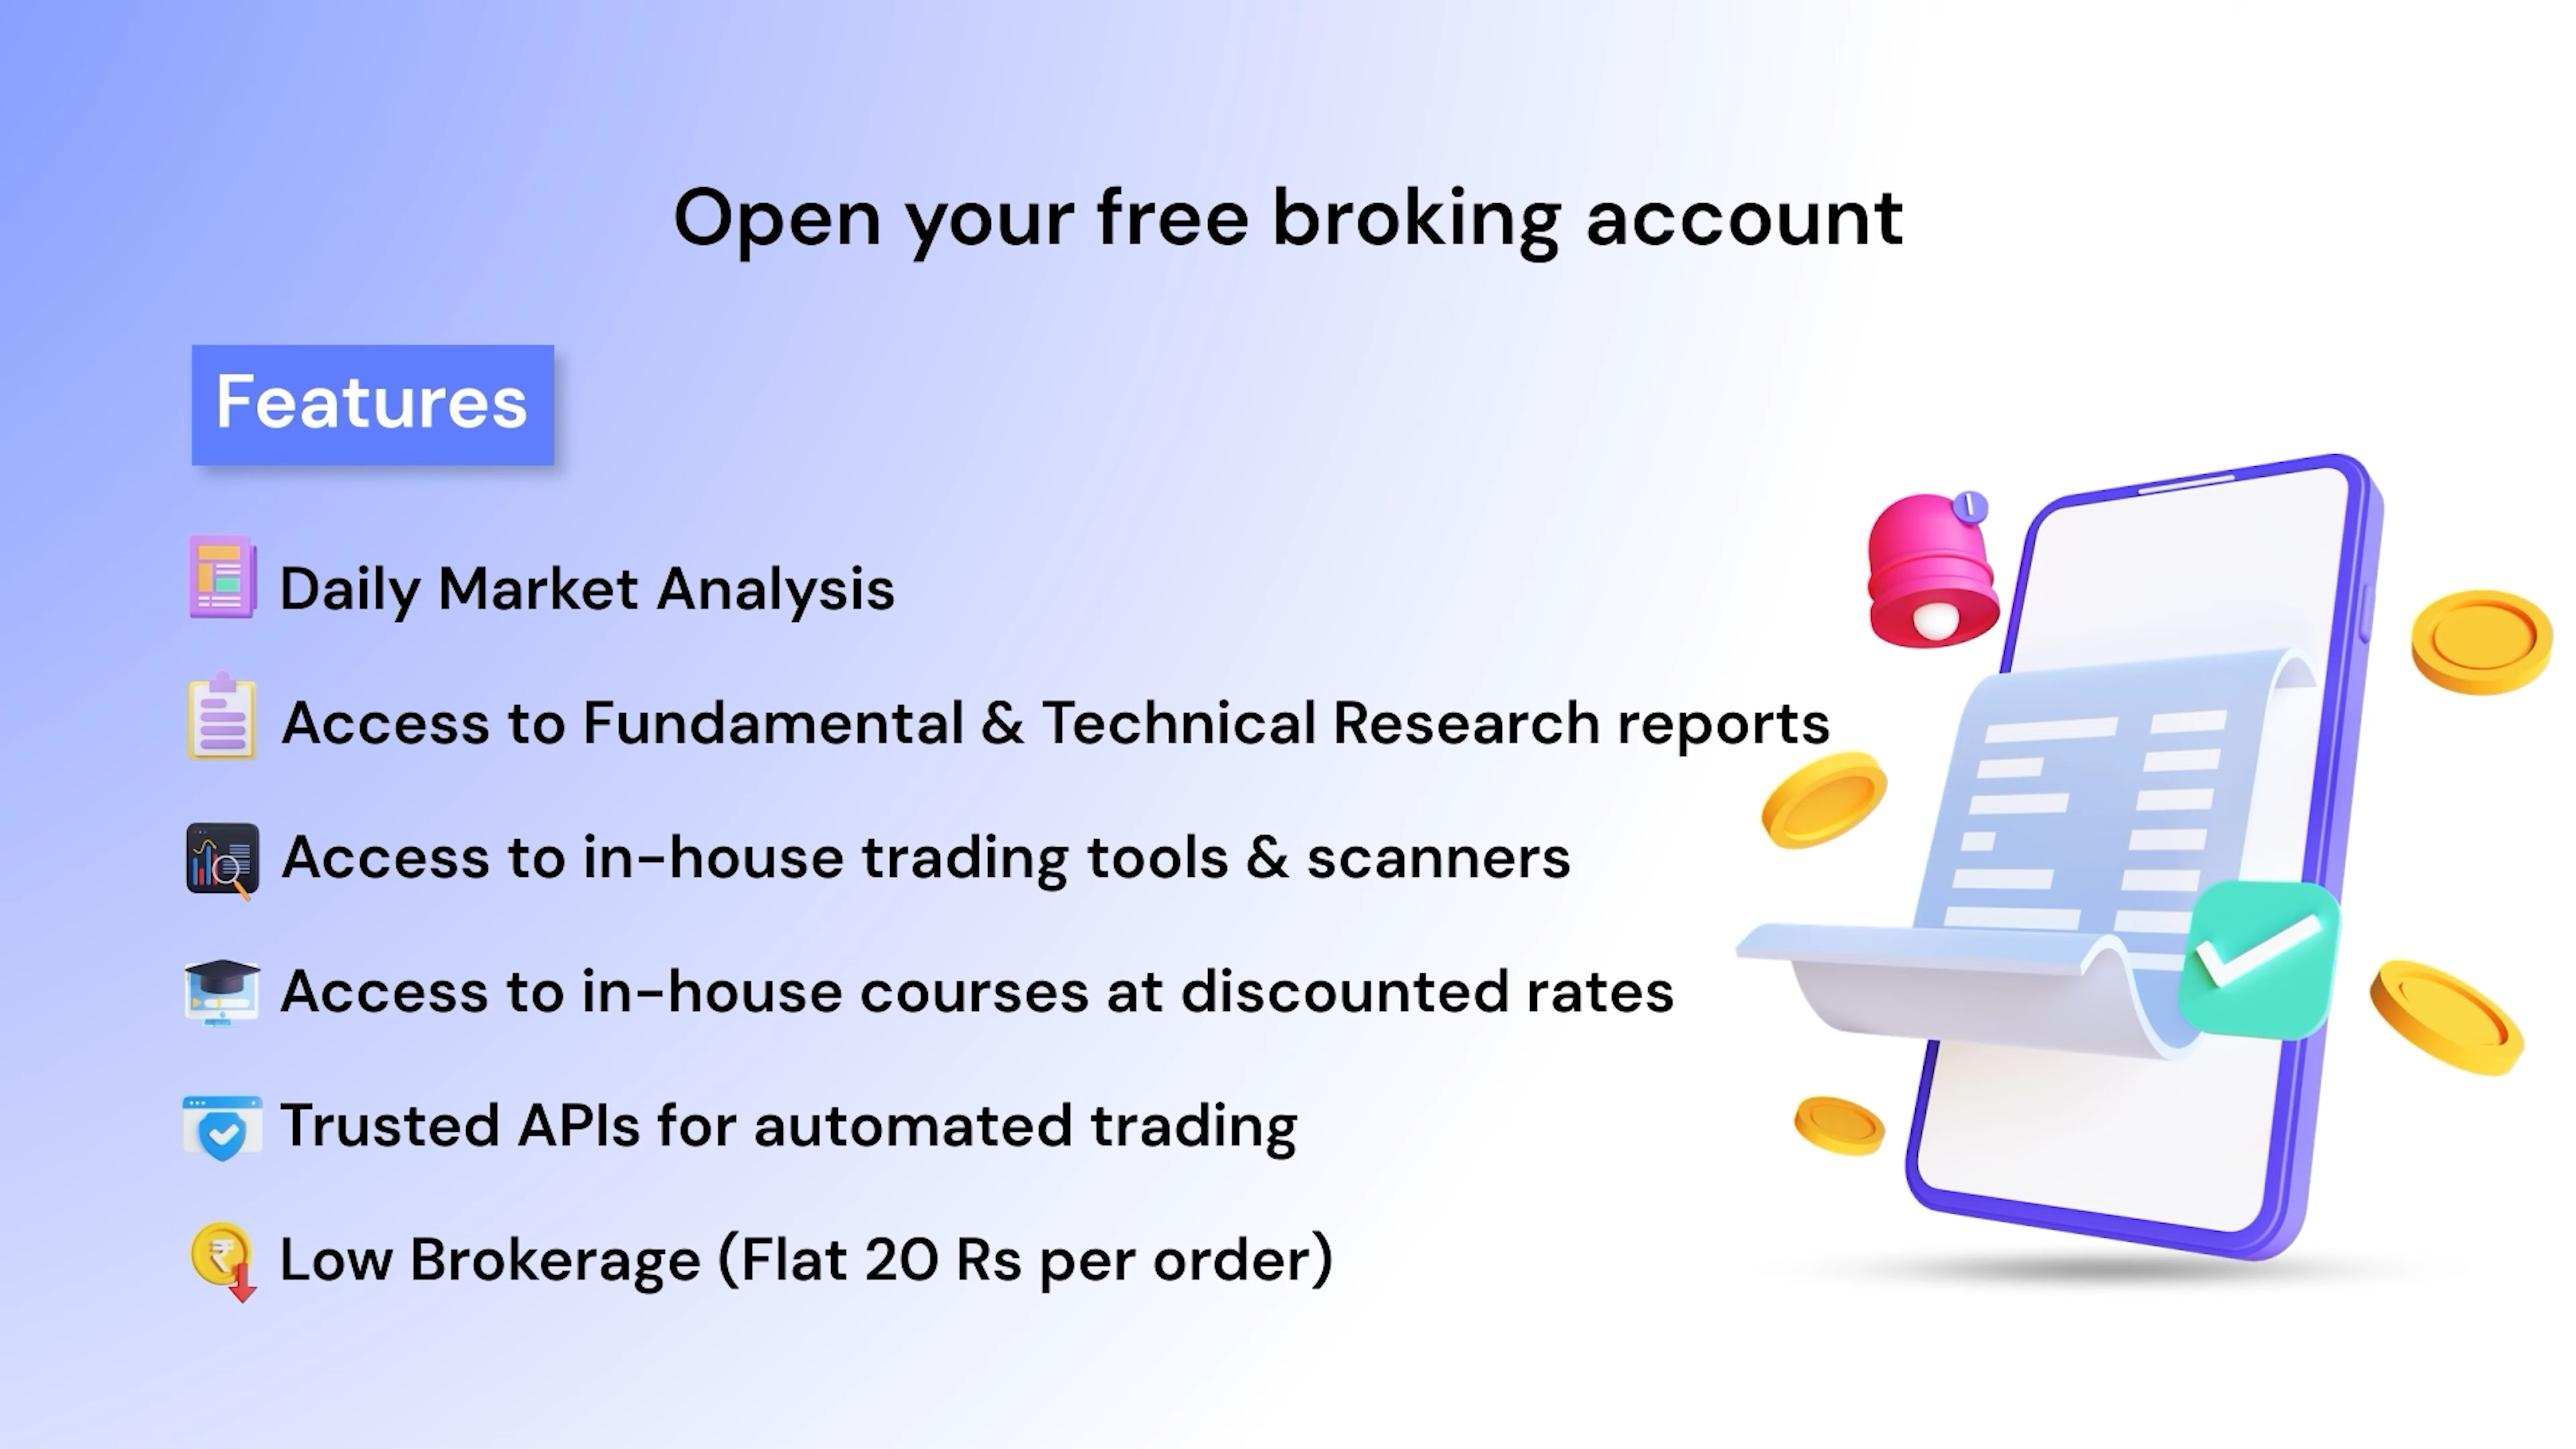 Open your free broking account
Features
Daily Market Analysis
Access to Fundamental & Technical Research reports
Access to in-house trading tools & scanners
Access to in-house courses at discounted rates
Trusted APIs for automated trading
Low Brokerage (Flat 20 Rs per order)